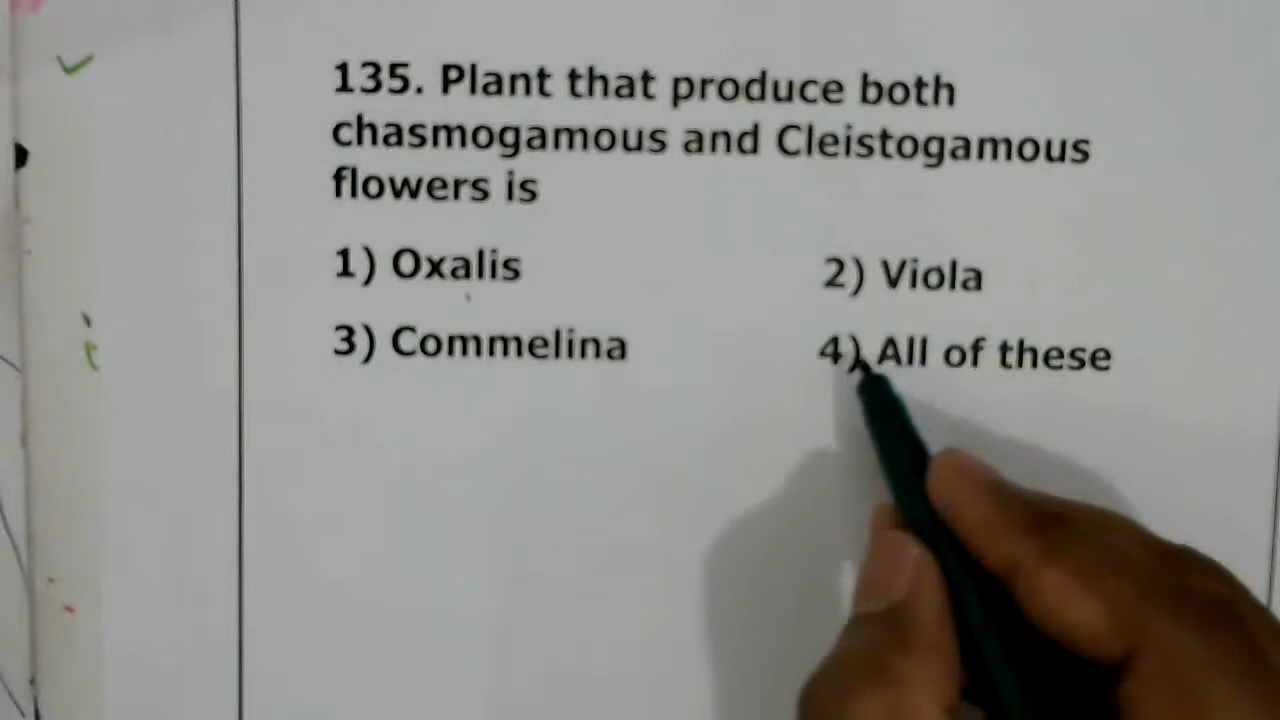 135. Plant that produce both
chasmogamous and Cleistogamous
flowers is
1) Oxalis 2) Viola
3) Commelina 4) All of these